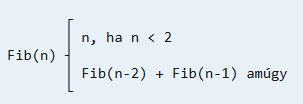 n, ha n < 2
Fib(n)
Fib(n-2) + Fib(n-1) amúgy